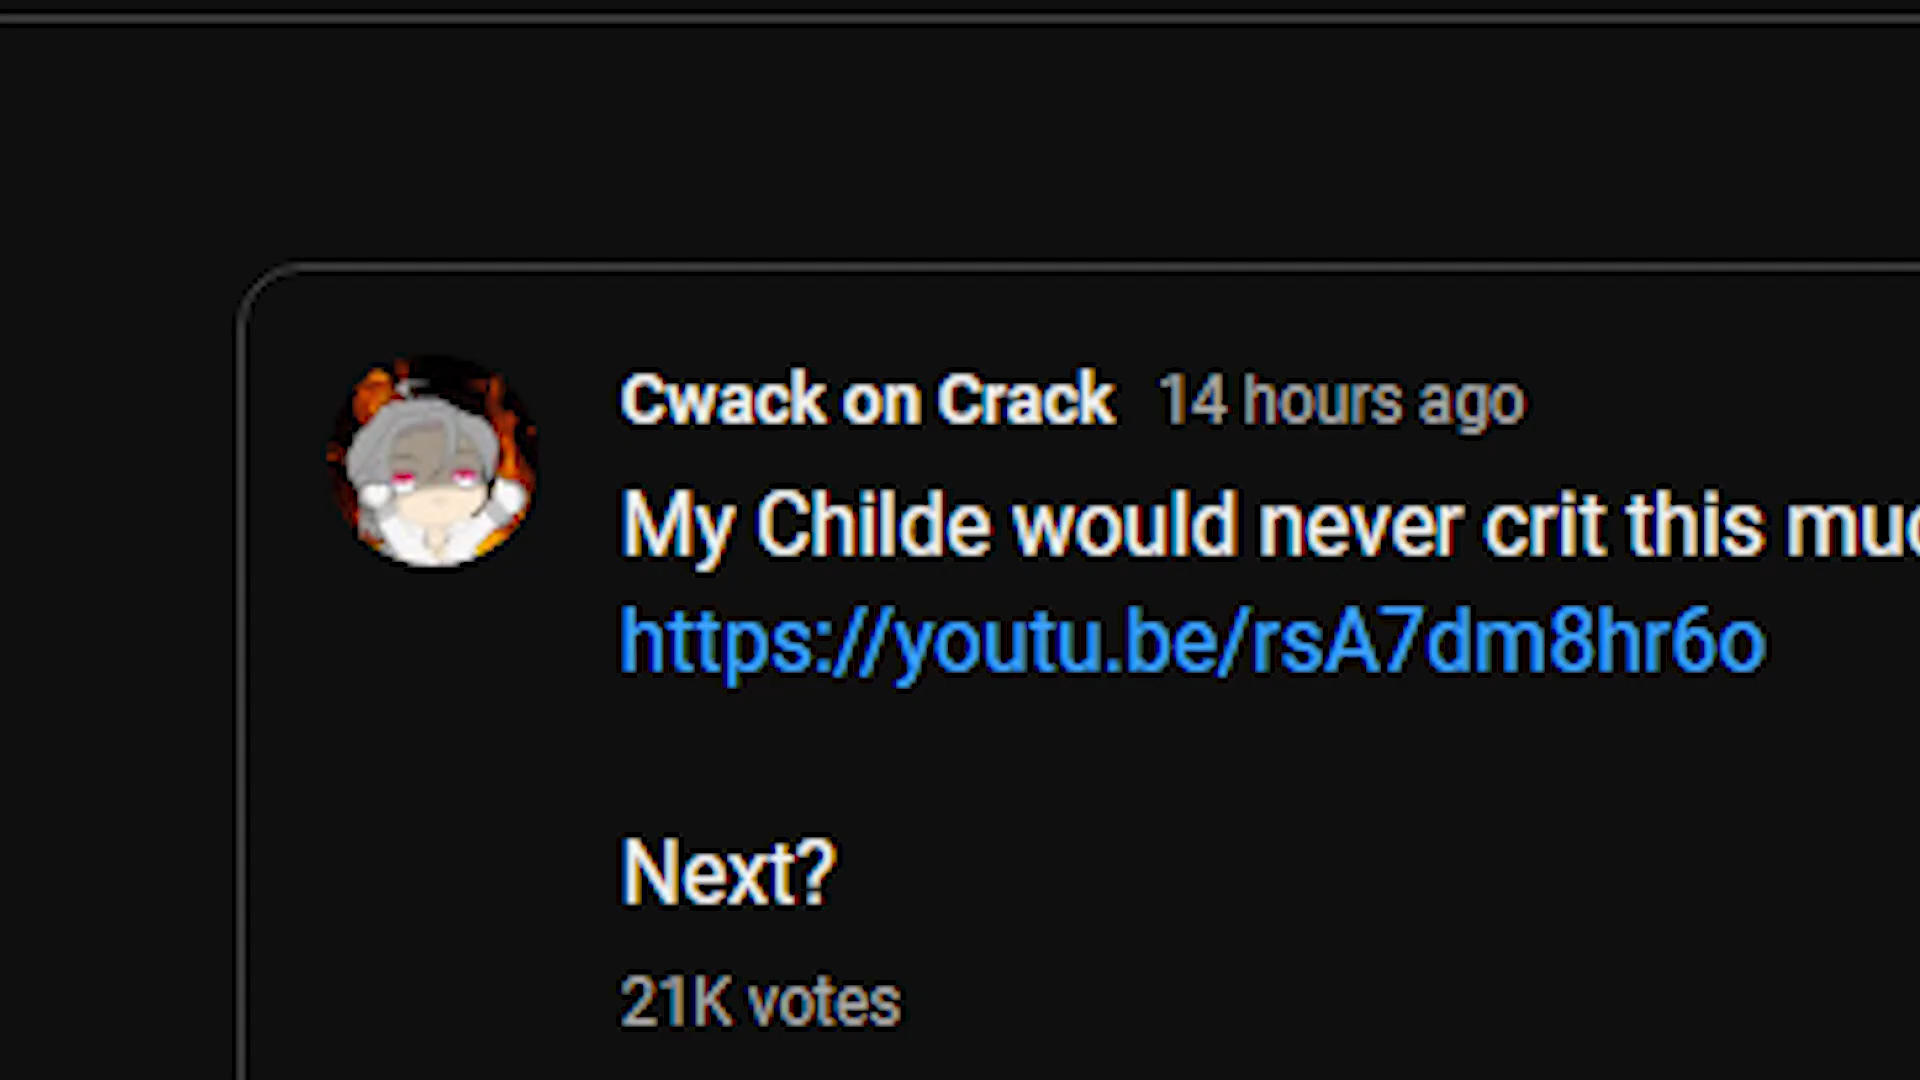 Cwack on Crack 14 hours ago
My Childe would never crit this
https://youtu.be/rsA7dm8hr6o
Next?
21K votes